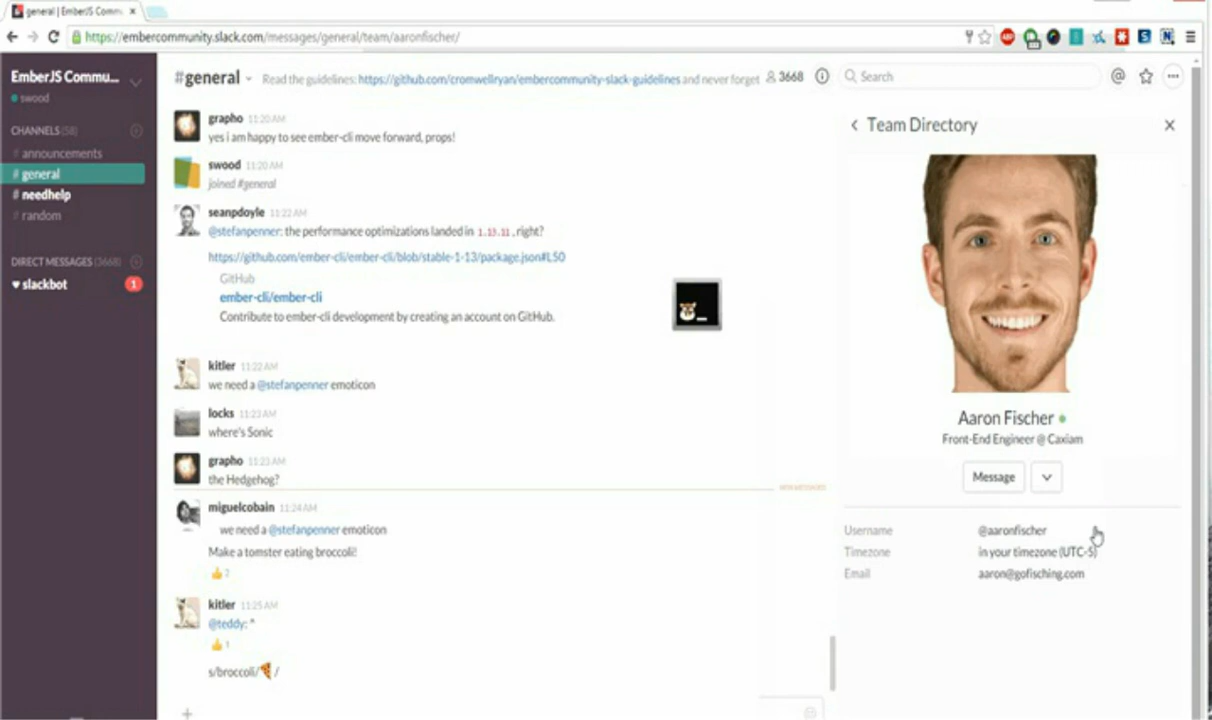 general | EmberJS Commu
https://embercommunity.slack.com/messages/general/team/aaronfischer/
EmberJS Commu...
swood
CHANNELS (58)
# announcements
# general
# needhelp
# random
DIRECT MESSAGES (3668)
♥ slackbot
1
#general
Read the guidelines: https://github.com/cromwellryan/embercommunity-slack-guidelines and never forget
3668
Search
grapho 11:20 AM
yes i am happy to see ember-cli move forward, props!
swood 11:20 AM
joined #general
seanpdoyle 11:22 AM
@stefanpenner: the performance optimizations landed in 1.13.11, right?
https://github.com/ember-cli/ember-cli/blob/stable-1-13/package.json#L50
GitHub
ember-cli/ember-cli
Contribute to ember-cli development by creating an account on GitHub.
kitler 11:22 AM
we need a @stefanpenner emoticon
locks 11:23 AM
where's Sonic
grapho 11:23 AM
the Hedgehog?
new messages
miguelcobain 11:24 AM
we need a @stefanpenner emoticon
Make a tomster eating broccoli!
2
kitler 11:25 AM
@teddy: ^
1
s/broccoli/🍕 /
Team Directory
Aaron Fischer
Front-End Engineer @ Caxiam
Message
Username @aaronfischer
Timezone in your timezone (UTC-5)
Email aaron@gofisching.com